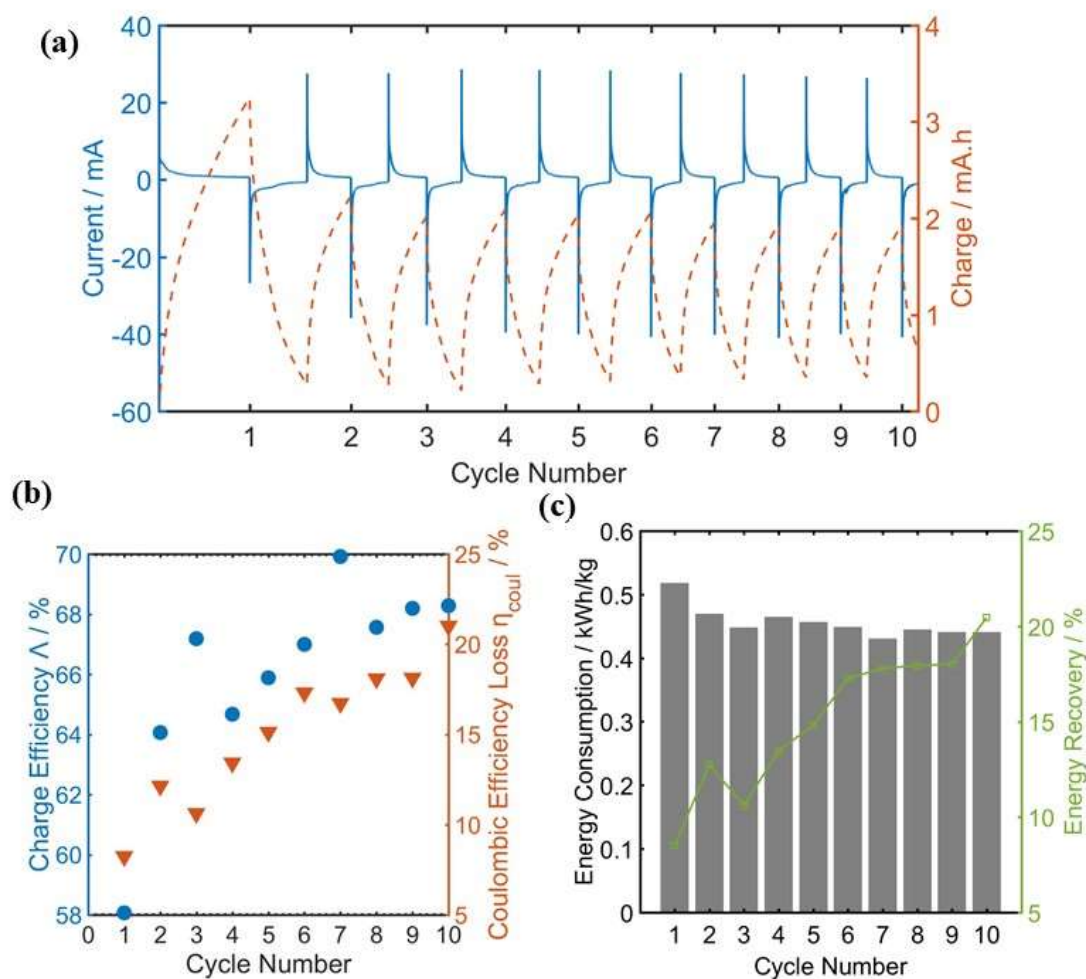 (a)
40
20
0
-20
-40
-60
Current / mA
4
3
2
1
0
Charge / mA.h
1 2 3 4 5 6 7 8 9 10
Cycle Number
(b)
70
68
66
64
62
60
58
Charge Efficiency Λ / %
25
20
15
10
5
Coulombic Efficiency Loss η_coul / %
0 1 2 3 4 5 6 7 8 9 10
Cycle Number
(c)
0.6
0.5
0.4
0.3
0.2
0.1
0
Energy Consumption / kWh/kg
25
20
15
10
5
Energy Recovery / %
1 2 3 4 5 6 7 8 9 10
Cycle Number